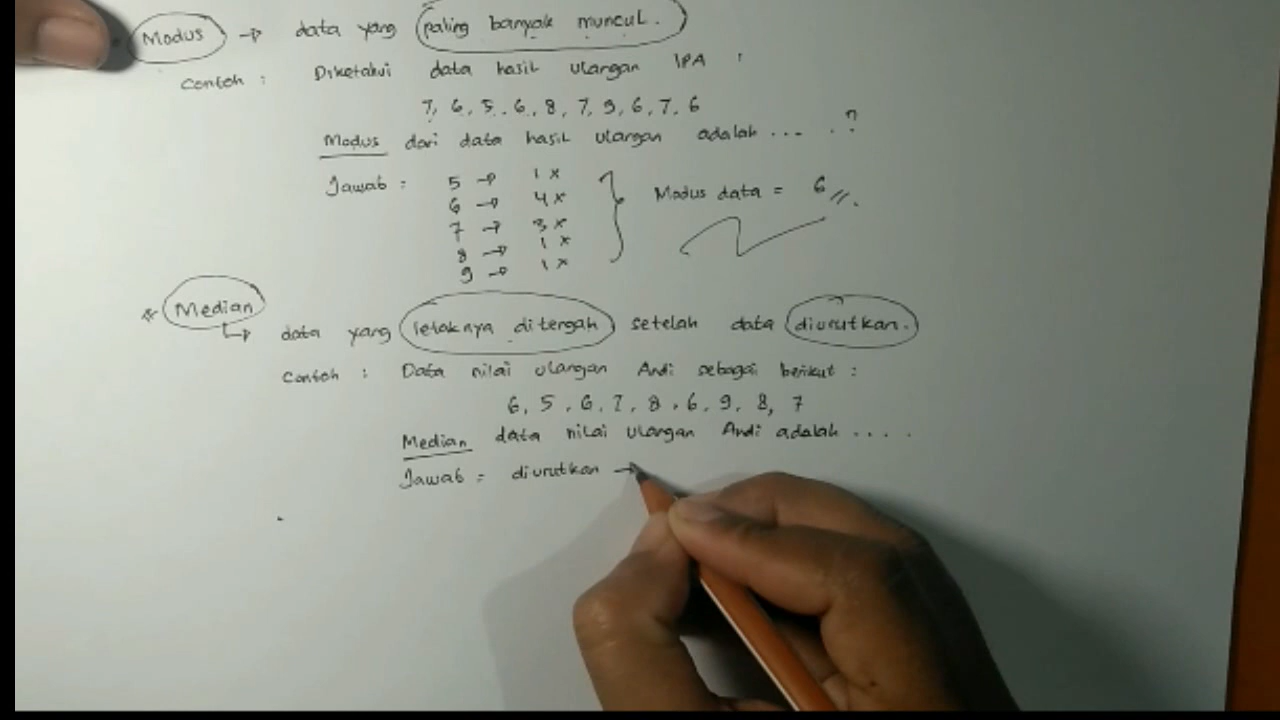 Modus → data yang paling banyak muncul.
Contoh : Diketahui data hasil ulangan IPA :
7, 6, 5, 6, 8, 7, 9, 6, 7, 6
Modus dari data hasil ulangan adalah .... ?
Jawab : 5 → 1 x
6 → 4 x
7 → 3 x
8 → 1 x
9 → 1 x
Modus data = 6 //.
* Median
↳ data yang letaknya ditengah setelah data diurutkan.
Contoh : Data nilai ulangan Andi sebagai berikut :
6, 5, 6, 7, 8, 6, 9, 8, 7
Median data nilai ulangan Andi adalah ....
Jawab = diurutkan →